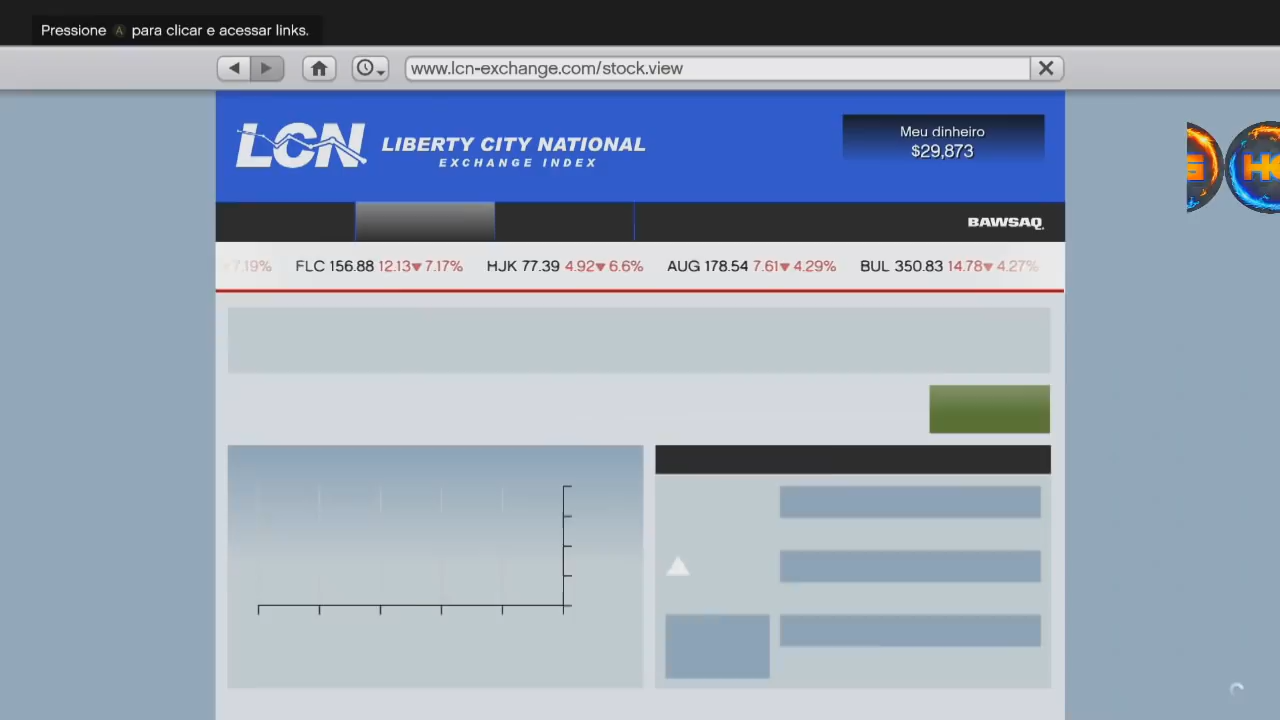 Pressione A para clicar e acessar links.
www.lcn-exchange.com/stock.view
LCN LIBERTY CITY NATIONAL
EXCHANGE INDEX
Meu dinheiro
$29,873
BAWSAQ
7.19% FLC 156.88 12.13▼ 7.17% HJK 77.39 4.92▼ 6.6% AUG 178.54 7.61▼ 4.29% BUL 350.83 14.78▼ 4.27%